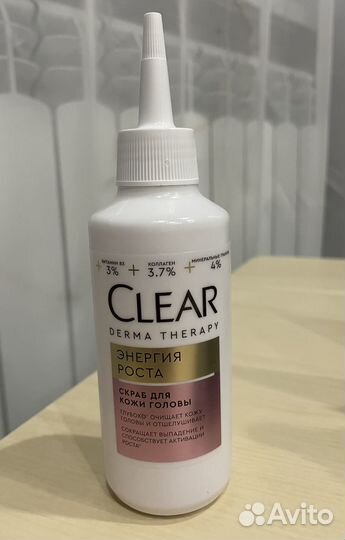 + ВИТАМИН B3 + КОЛЛАГЕН + МИНЕРАЛЬНЫЕ
3% 3.7% 4%
CLEAR
DERMA THERAPY
ЭНЕРГИЯ
РОСТА
СКРАБ ДЛЯ
КОЖИ ГОЛОВЫ
ГЛУБОКО ОЧИЩАЕТ КОЖУ
ГОЛОВЫ И ОТШЕЛУШИВАЕТ
СОКРАЩАЕТ ВЫПАДЕНИЕ И
СПОСОБСТВУЕТ АКТИВАЦИИ
РОСТА
Avito